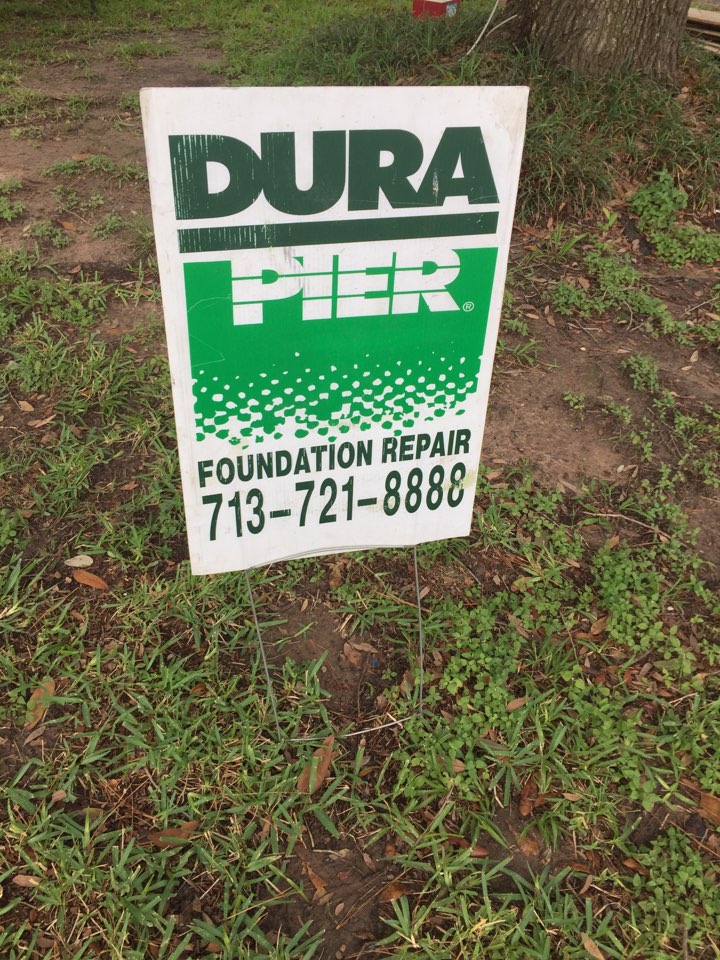 DURA
PIER®
FOUNDATION REPAIR
713-721-8888